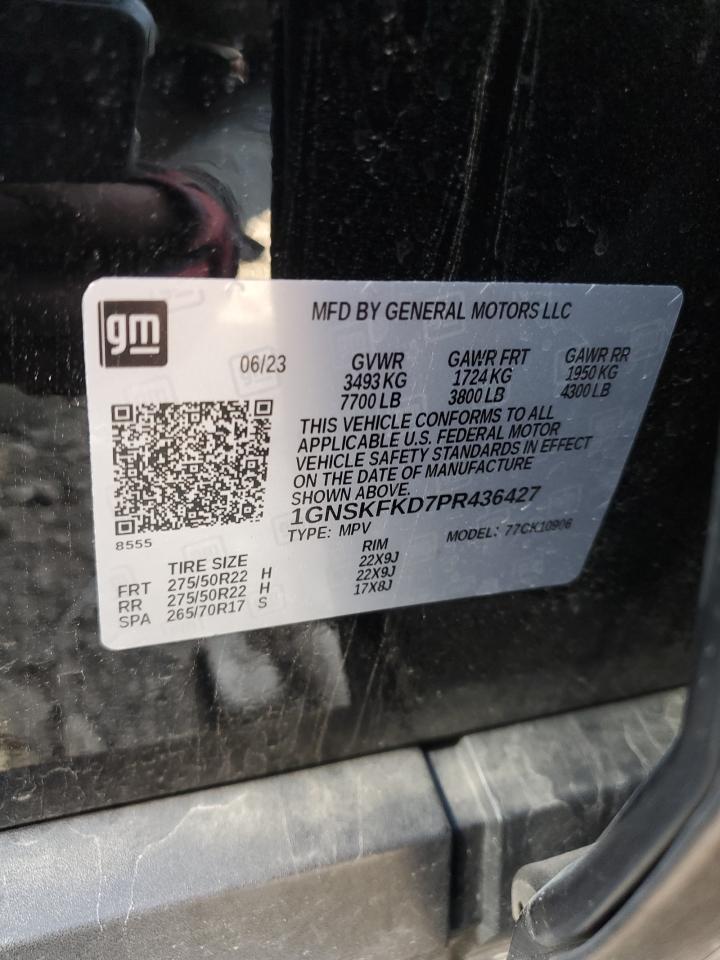 gm
MFD BY GENERAL MOTORS LLC
06/23
GVWR GAWR FRT GAWR RR
3493 KG 1724 KG 1950 KG
7700 LB 3800 LB 4300 LB
THIS VEHICLE CONFORMS TO ALL
APPLICABLE U.S. FEDERAL MOTOR
VEHICLE SAFETY STANDARDS IN EFFECT
ON THE DATE OF MANUFACTURE
SHOWN ABOVE.
1GNSKFKD7PR436427
8555
TYPE: MPV MODEL: 77CK10906
TIRE SIZE RIM
FRT 275/50R22 H 22X9J
RR 275/50R22 H 22X9J
SPA 265/70R17 S 17X8J